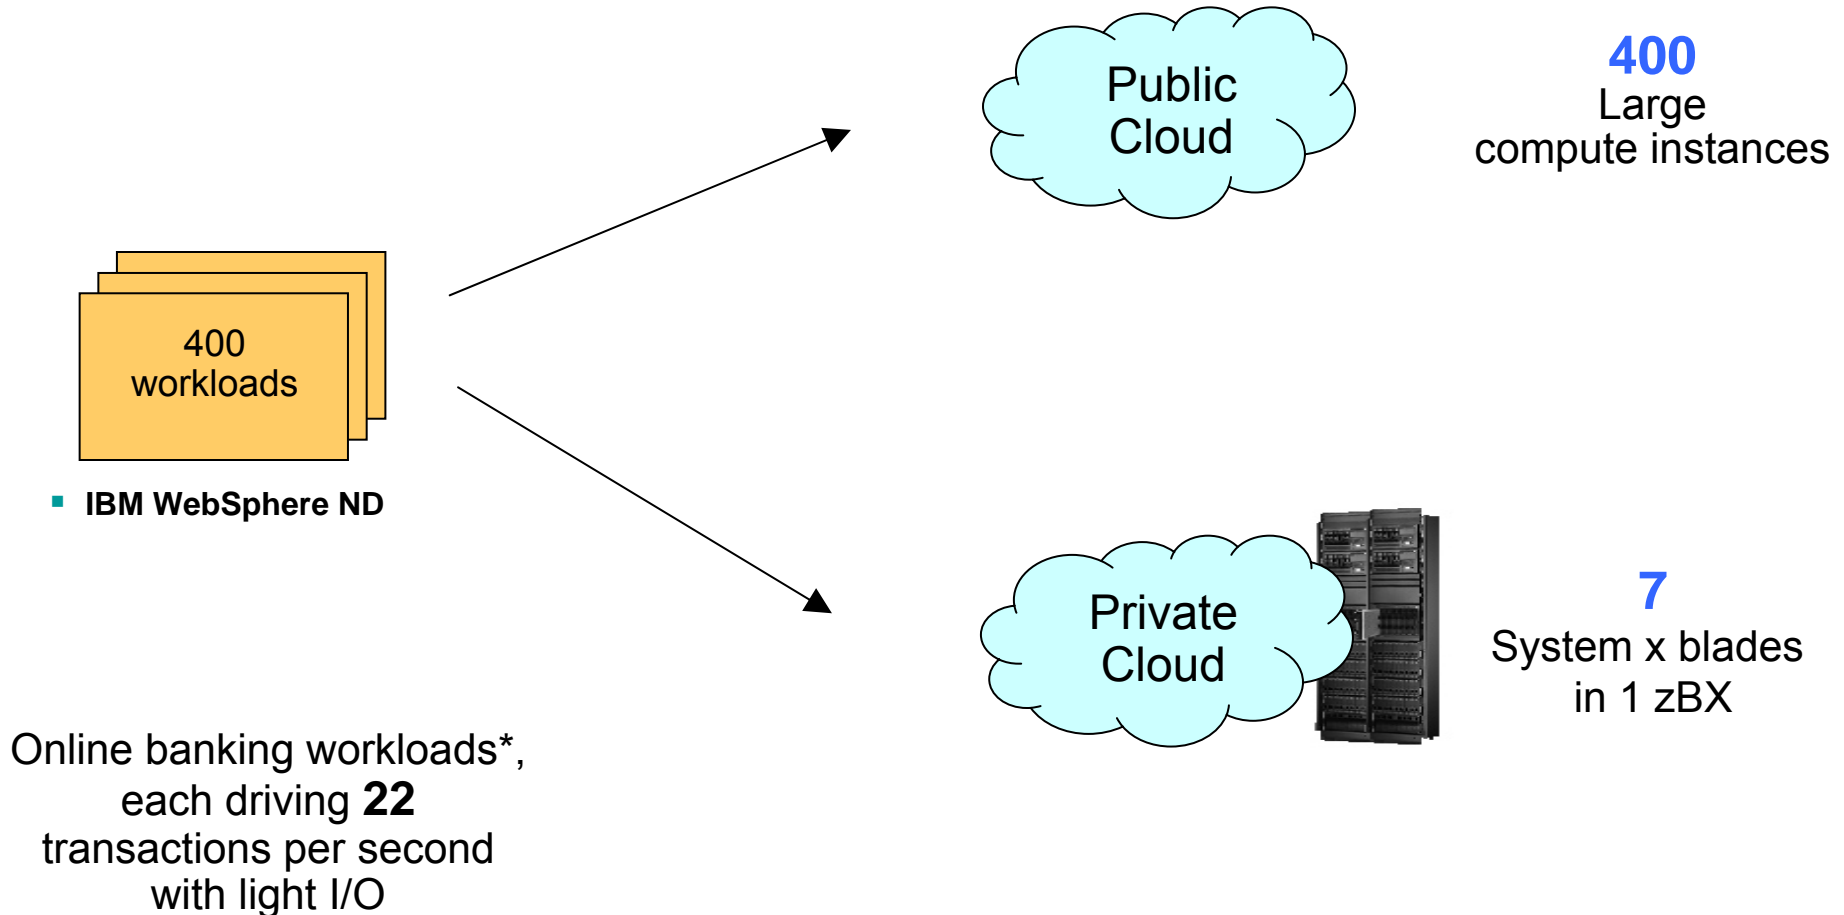 400
workloads
▪ IBM WebSphere ND
Online banking workloads*,
each driving 22
transactions per second
with light I/O
Public
Cloud
400
Large
compute instances
Private
Cloud
7
System x blades
in 1 zBX